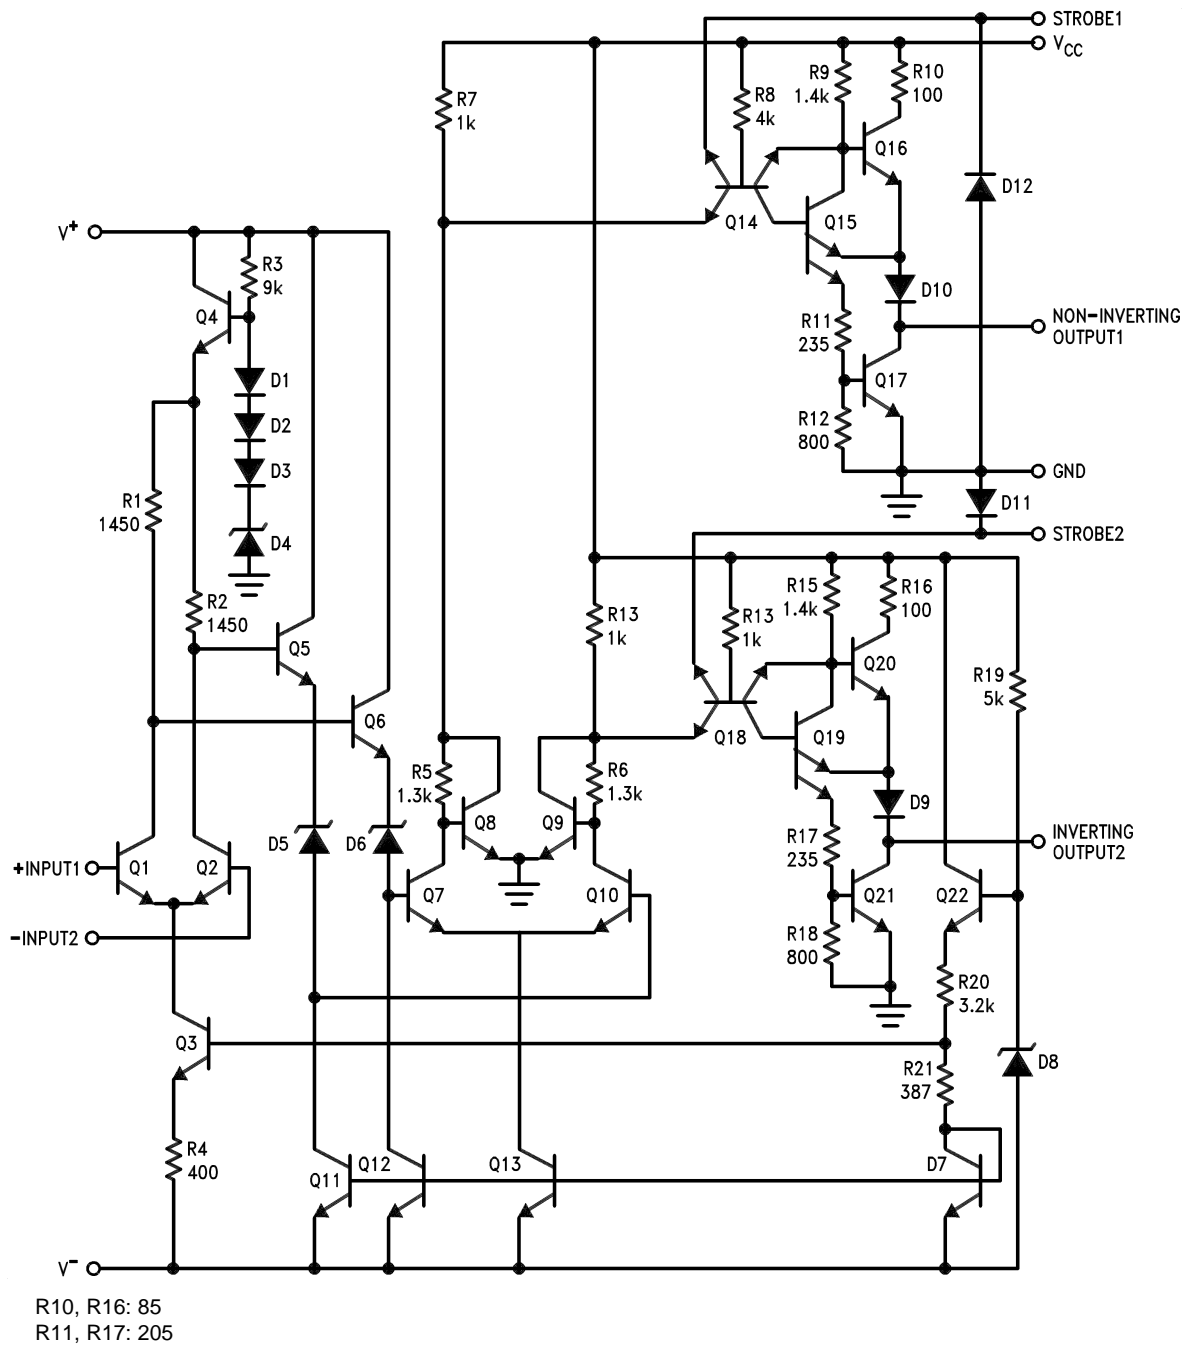 STROBE1
VCC
R9
1.4k
R10
100
R7
1k
R8
4k
Q16
D12
Q14
Q15
V+
R3
9k
D10
Q4
R11
235
NON-INVERTING
OUTPUT1
D1
Q17
D2
R12
800
D3
GND
R1
1450
D11
D4
STROBE2
R15
1.4k
R16
100
R2
1450
R13
1k
R13
1k
Q5
Q20
R19
5k
Q6
Q18
Q19
R5
1.3k
R6
1.3k
D9
Q8
Q9
D5
D6
R17
235
INVERTING
OUTPUT2
+INPUT1
Q1
Q2
Q7
Q10
Q21
Q22
-INPUT2
R18
800
R20
3.2k
Q3
D8
R21
387
R4
400
Q11
Q12
Q13
D7
V-
R10, R16: 85
R11, R17: 205